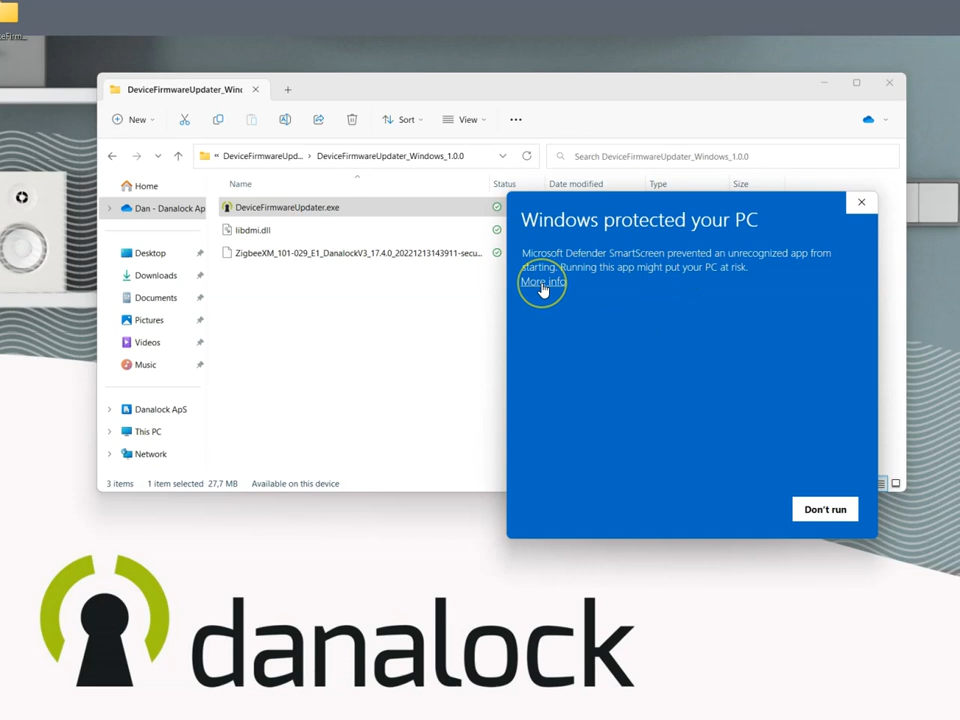 eFirm...
DeviceFirmwareUpdater_Winc
New
Sort
View
DeviceFirmwareUpd...
DeviceFirmwareUpdater_Windows_1.0.0
Search DeviceFirmwareUpdater_Windows_1.0.0
Name
Status
Date modified
Type
Size
Home
Dan - Danalock Ap
Desktop
Downloads
Documents
Pictures
Videos
Music
Danalock ApS
This PC
Network
DeviceFirmwareUpdater.exe
libdmi.dll
ZigbeeXM_101-029_E1_DanalockV3_17.4.0_20221213143911-secu...
3 items 1 item selected 27,7 MB Available on this device
Windows protected your PC
Microsoft Defender SmartScreen prevented an unrecognized app from
starting. Running this app might put your PC at risk.
More info
Don't run
danalock